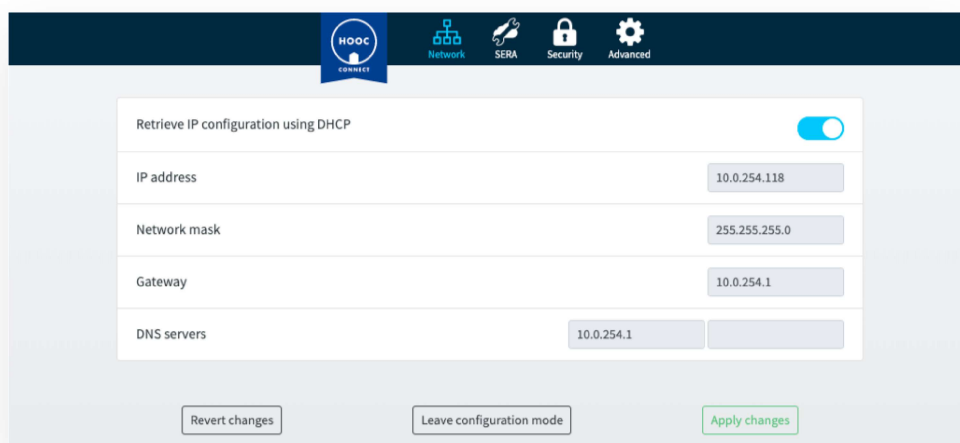 HOOC
CONNECT
Network SERA Security Advanced
Retrieve IP configuration using DHCP
IP address 10.0.254.118
Network mask 255.255.255.0
Gateway 10.0.254.1
DNS servers 10.0.254.1
Revert changes Leave configuration mode Apply changes